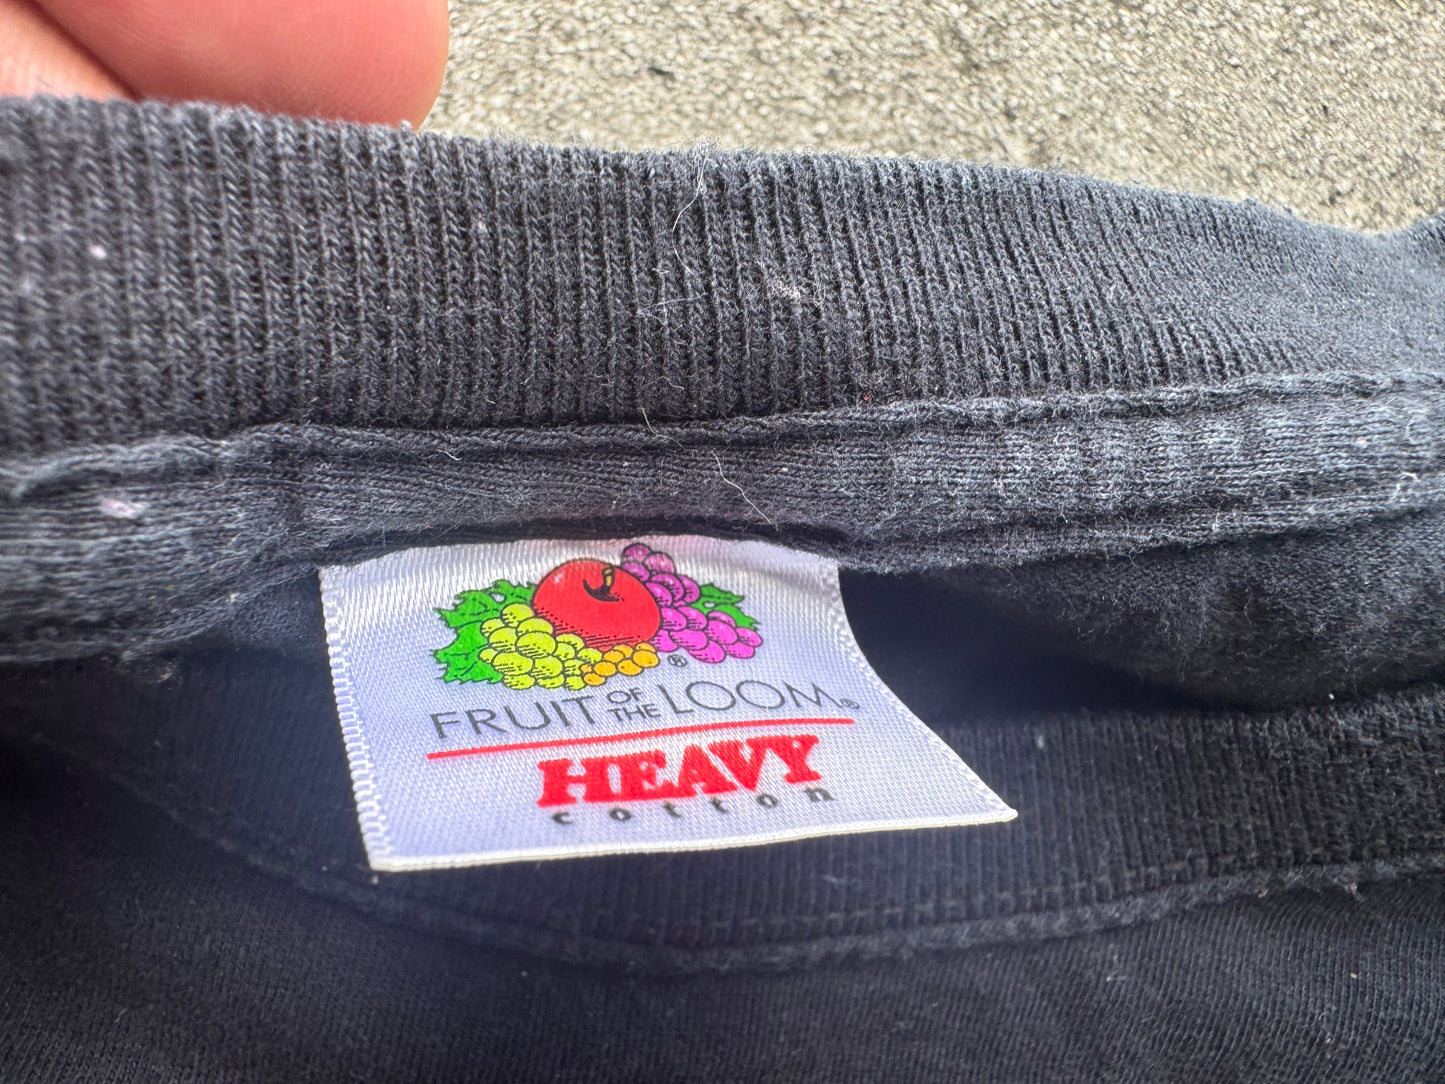 ®
FRUIT OF THE LOOM®
HEAVY
cotton